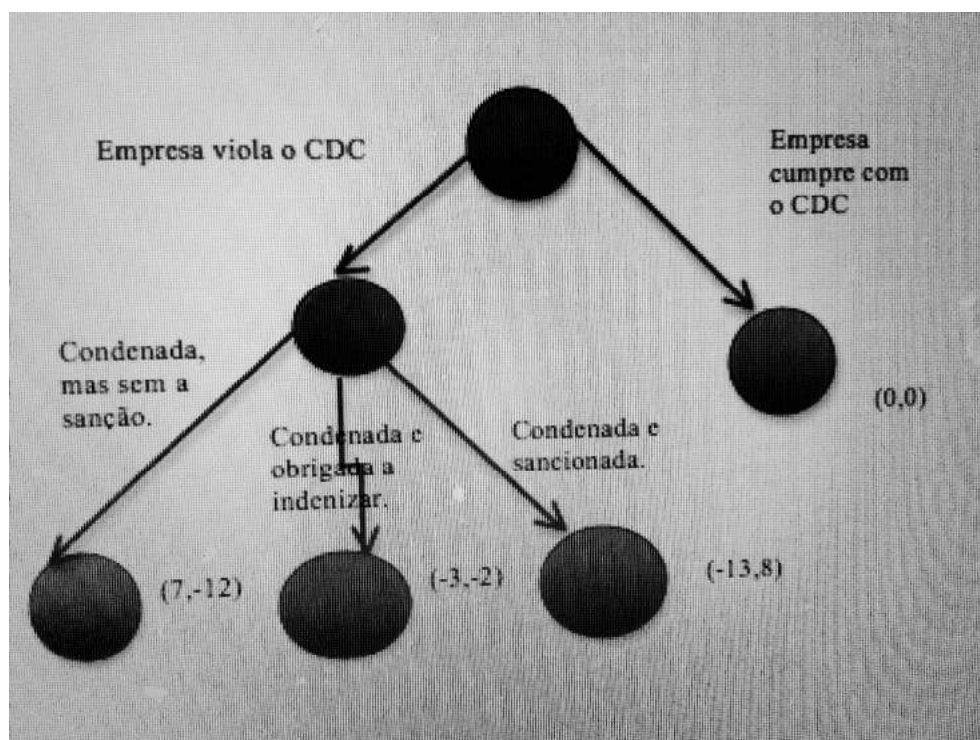 Empresa viola o CDC
Empresa
cumpre com
o CDC
Condenada,
mas sem a
sanção.
Condenada e
obrigada a
indenizar.
Condenada e
sancionada.
(0,0)
(7,-12)
(-3,-2)
(-13,8)